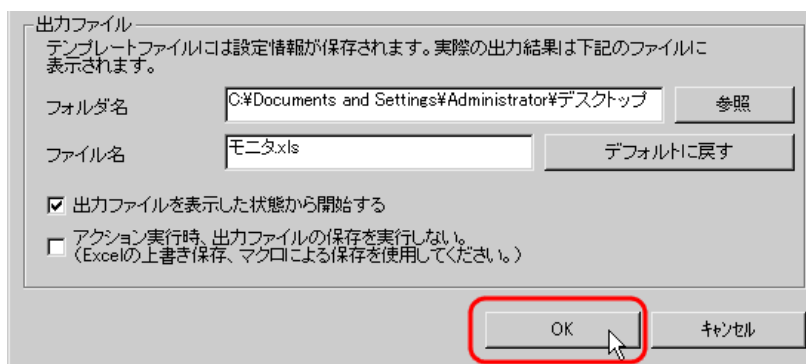 出力ファイル
テンプレートファイルには設定情報が保存されます。実際の出力結果は下記のファイルに
表示されます。
フォルダ名
C:¥Documents and Settings¥Administrator¥デスクトップ
参照
ファイル名
モニタ.xls
デフォルトに戻す
出力ファイルを表示した状態から開始する
アクション実行時、出力ファイルの保存を実行しない。
(Excelの上書き保存、マクロによる保存を使用してください。)
OK
キャンセル